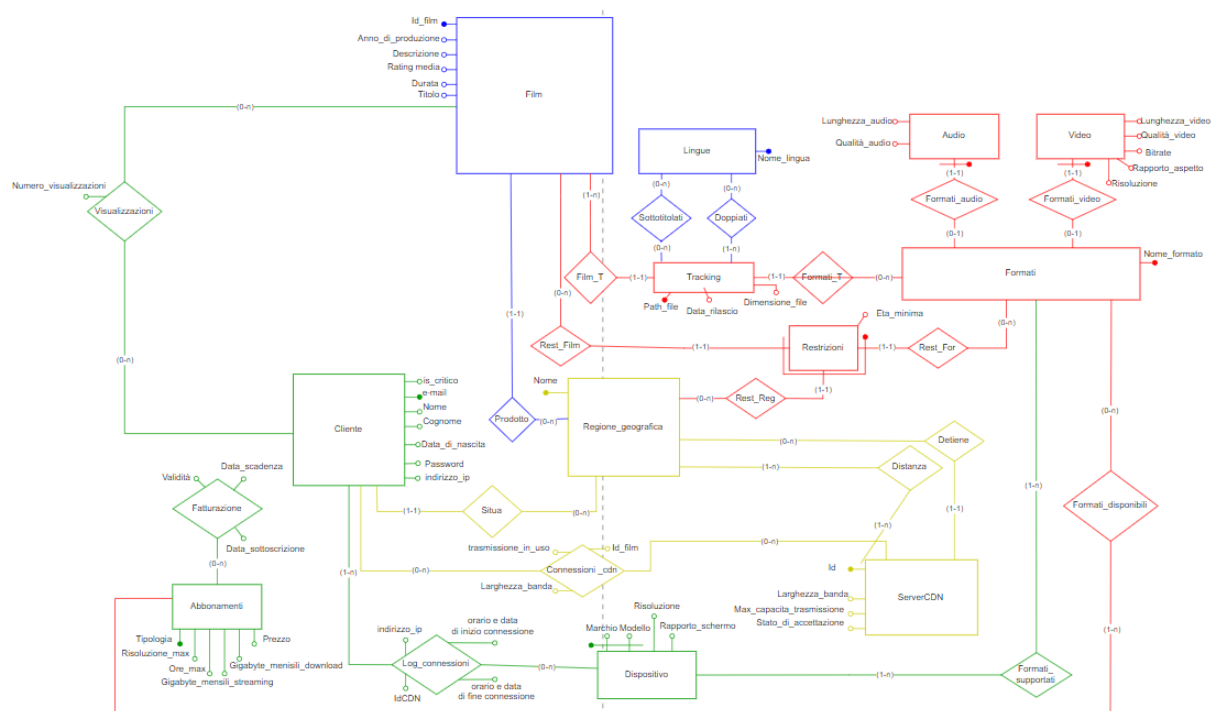 Id_film
Anno_di_produzione
Descrizione
Rating media
Durata
Titolo
Film
(0-n)
Lunghezza_audio
Qualità_audio
Audio
Video
Lunghezza_video
Qualità_video
Bitrate
Rapporto_aspetto
Risoluzione
Lingue
Nome_lingua
(1-1)
(1-1)
Numero_visualizzazioni
Visualizzazioni
(1-n)
(0-n)
(0-n)
Formati_audio
Formati_video
Sottotitolati
Doppiati
(0-1)
(0-1)
(0-n)
(1-n)
Film_T
(1-1)
Tracking
(1-1)
Formati_T
(0-n)
Formati
Nome_formato
Path_file
Data_rilascio
Dimensione_file
(0-n)
(1-1)
Eta_minima
Rest_Film
(1-1)
Restrizioni
(1-1)
Rest_For
(0-n)
(0-n)
(1-1)
Nome
(0-n)
Rest_Reg
is_critico
e-mail
Nome
Cognome
Data_di_nascita
Password
indirizzo_ip
Cliente
Prodotto
(0-n)
Regione_geografica
(0-n)
Detiene
(1-n)
Distanza
(0-n)
Data_scadenza
Validità
Fatturazione
Data_sottoscrizione
(1-1)
Situa
(0-n)
(1-n)
(1-1)
(1-n)
Formati_disponibili
trasmissione_in_uso
Id_film
(0-n)
(0-n)
Connessioni _cdn
(0-n)
Larghezza_banda
(1-n)
Id
Larghezza_banda
Max_capacita_trasmissione
Stato_di_accettazione
ServerCDN
Abbonamenti
Tipologia
Risoluzione_max
Ore_max
Gigabyte_mensili_streaming
Gigabyte_menisili_download
Prezzo
indirizzo_ip
orario e data
di inizio connessione
Log_connessioni
IdCDN
orario e data
di fine connessione
(0-n)
Marchio
Modello
Risoluzione
Rapporto_schermo
Dispositivo
(1-n)
Formati_
supportati
(1-n)